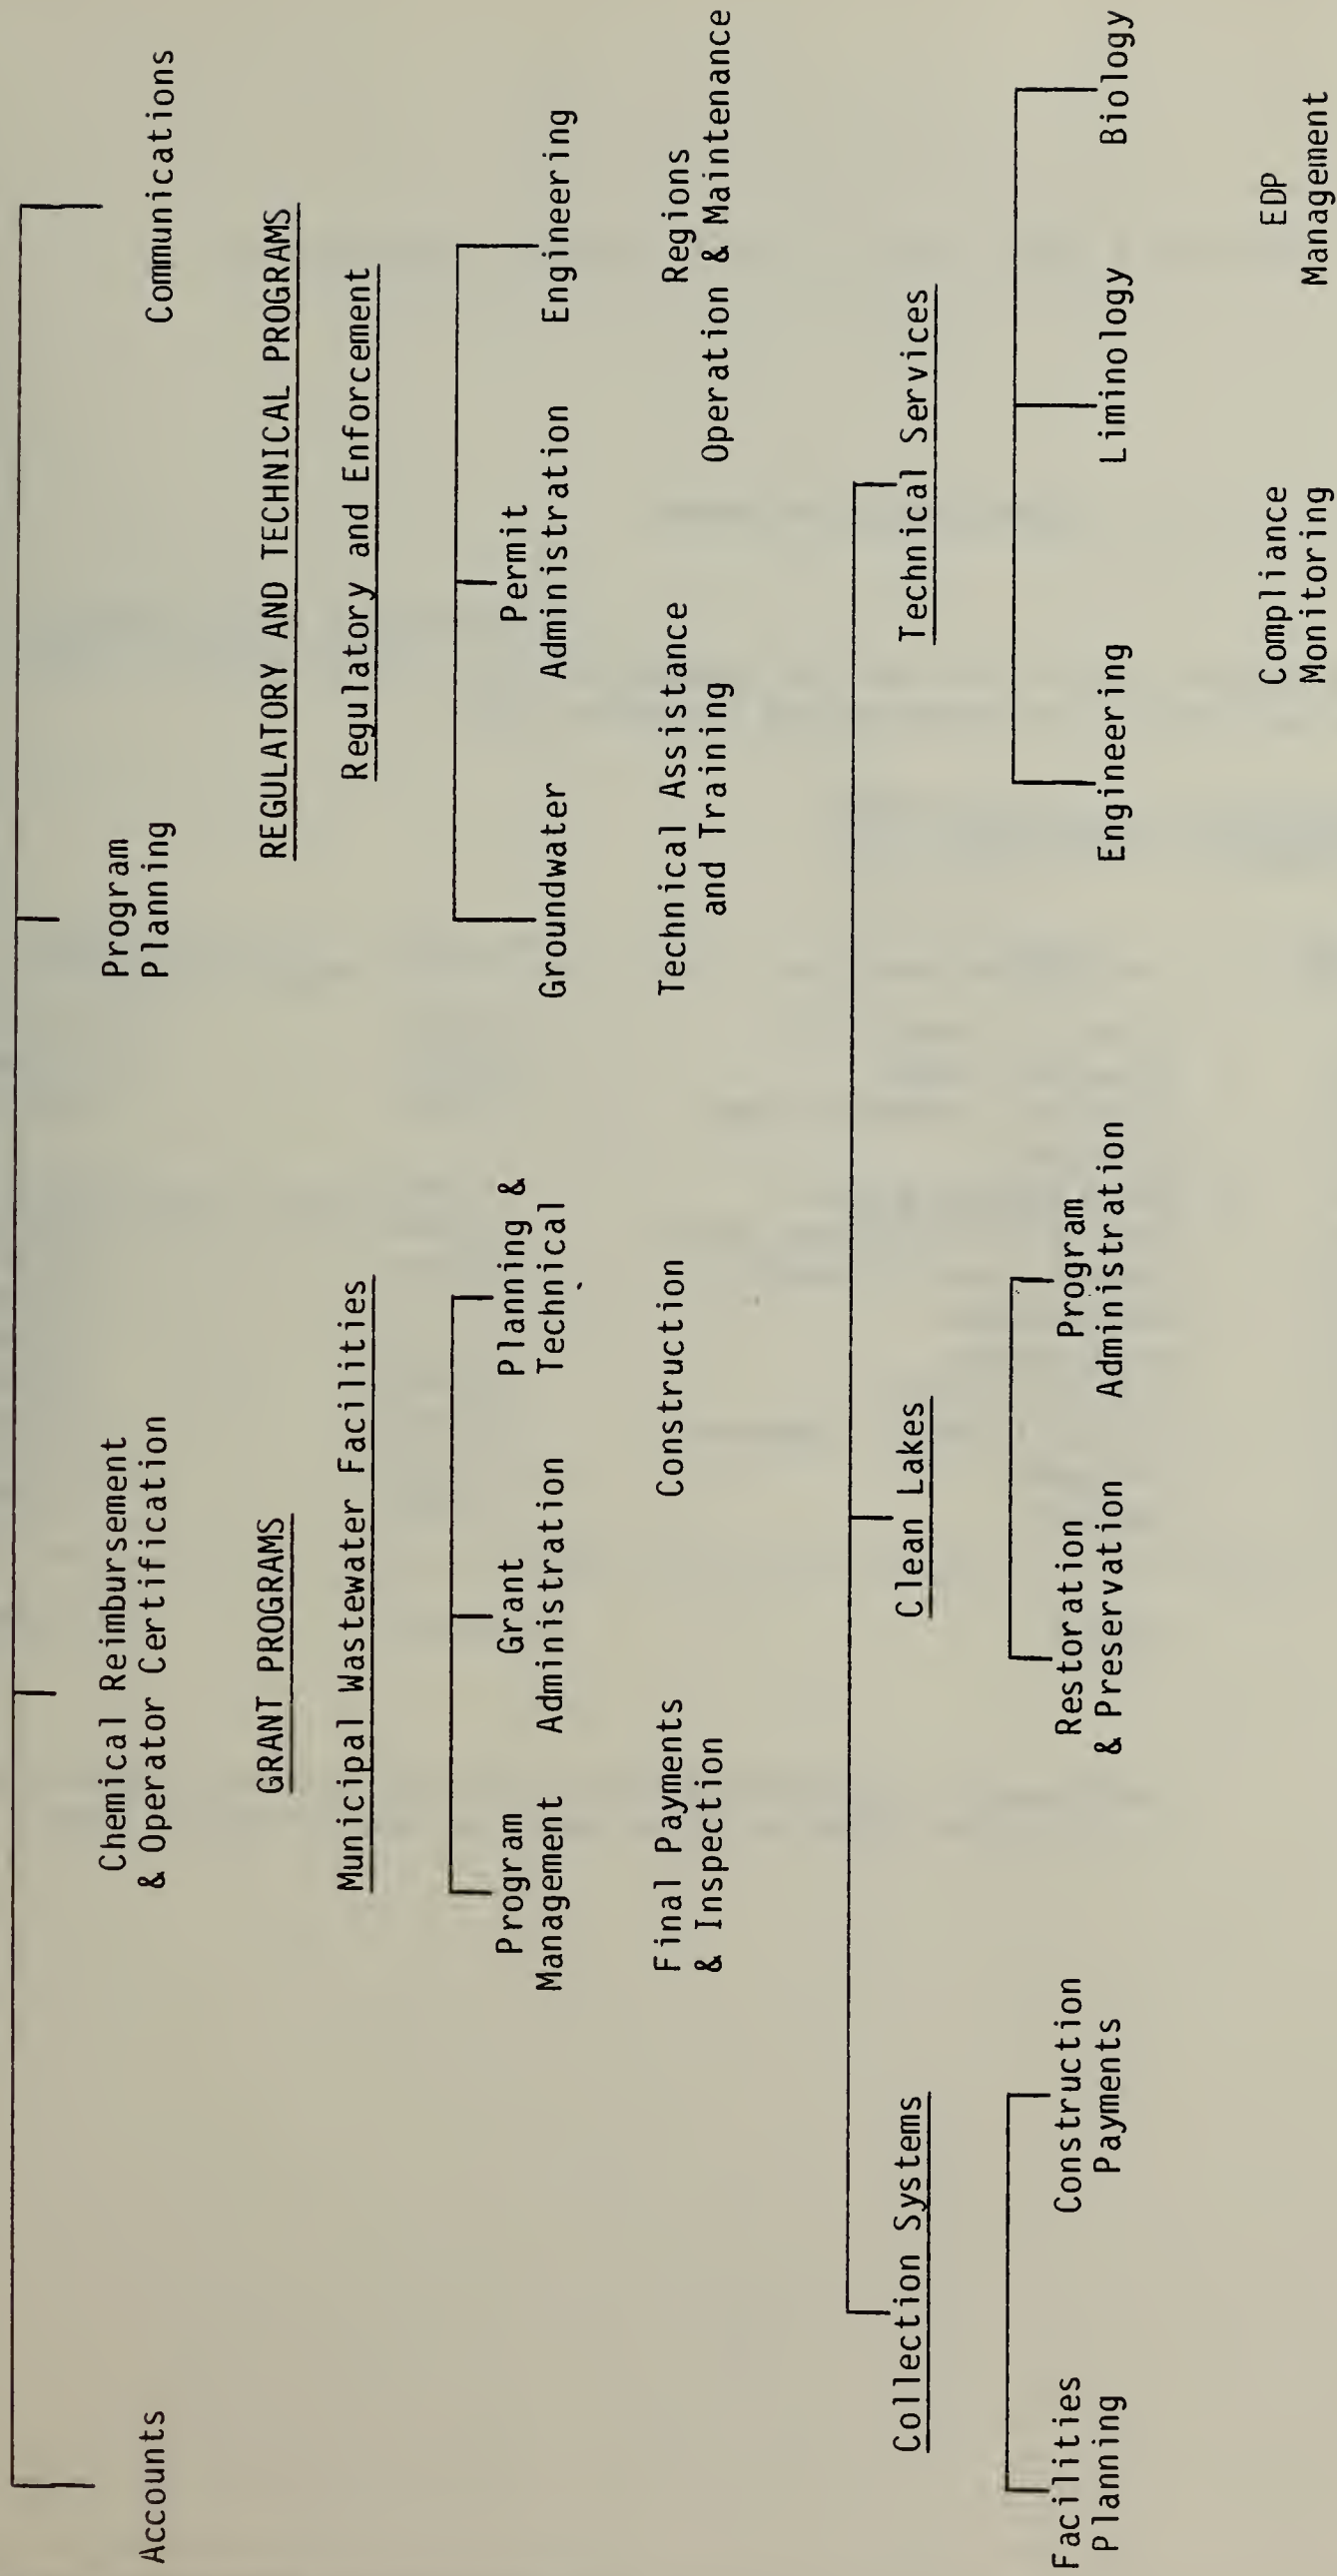 Accounts
Chemical Reimbursement
& Operator Certification
Program
Planning
Communications
GRANT PROGRAMS
REGULATORY AND TECHNICAL PROGRAMS
Municipal Wastewater Facilities
Regulatory and Enforcement
Program
Management
Grant
Administration
Planning &
Technical
Groundwater
Permit
Administration
Engineering
Final Payments
& Inspection
Construction
Technical Assistance
and Training
Regions
Operation & Maintenance
Collection Systems
Clean Lakes
Technical Services
Facilities
Planning
Construction
Payments
Restoration
& Preservation
Program
Administration
Engineering
Liminology
Biology
Compliance
Monitoring
EDP
Management